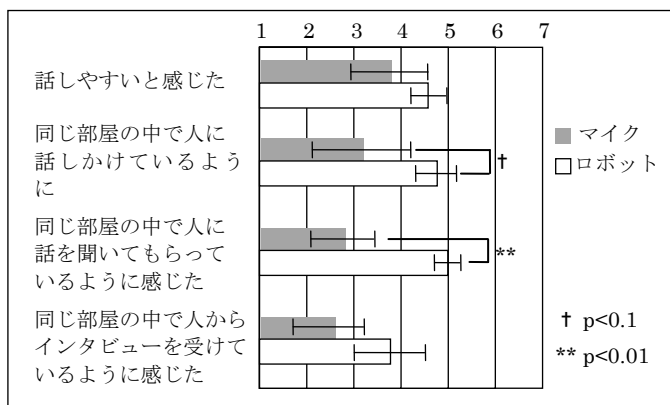 1 2 3 4 5 6 7
話しやすいと感じた
同じ部屋の中で人に
話しかけているよう
に
†
マイク
ロボット
同じ部屋の中で人に
話を聞いてもらって
いるように感じた
**
同じ部屋の中で人から
インタビューを受けて
いるように感じた
† p<0.1
** p<0.01